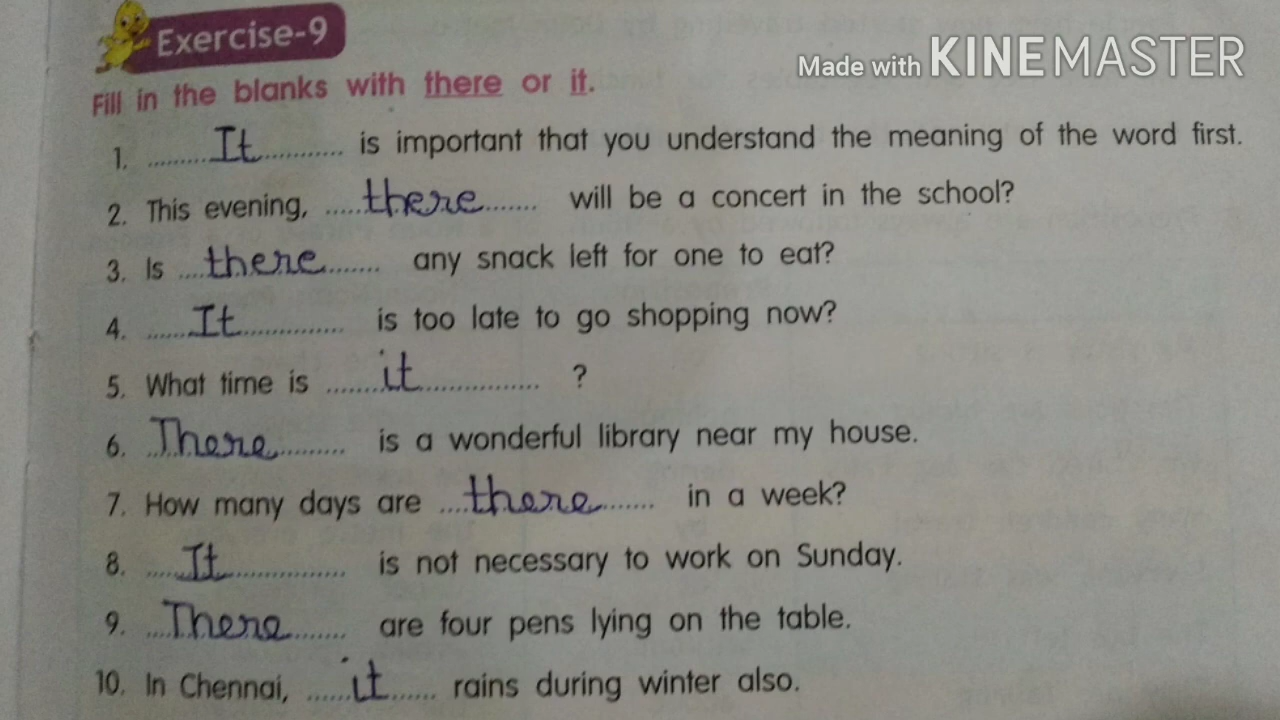 Exercise-9
Made with KINEMASTER
Fill in the blanks with there or it.
1. ........It............ is important that you understand the meaning of the word first.
2. This evening, .....there....... will be a concert in the school?
3. Is ....there....... any snack left for one to eat?
4. ......It.............. is too late to go shopping now?
5. What time is ........it................ ?
6. ..There.......... is a wonderful library near my house.
7. How many days are ....there....... in a week?
8. .....It................ is not necessary to work on Sunday.
9. ...There....... are four pens lying on the table.
10. In Chennai, ......it...... rains during winter also.